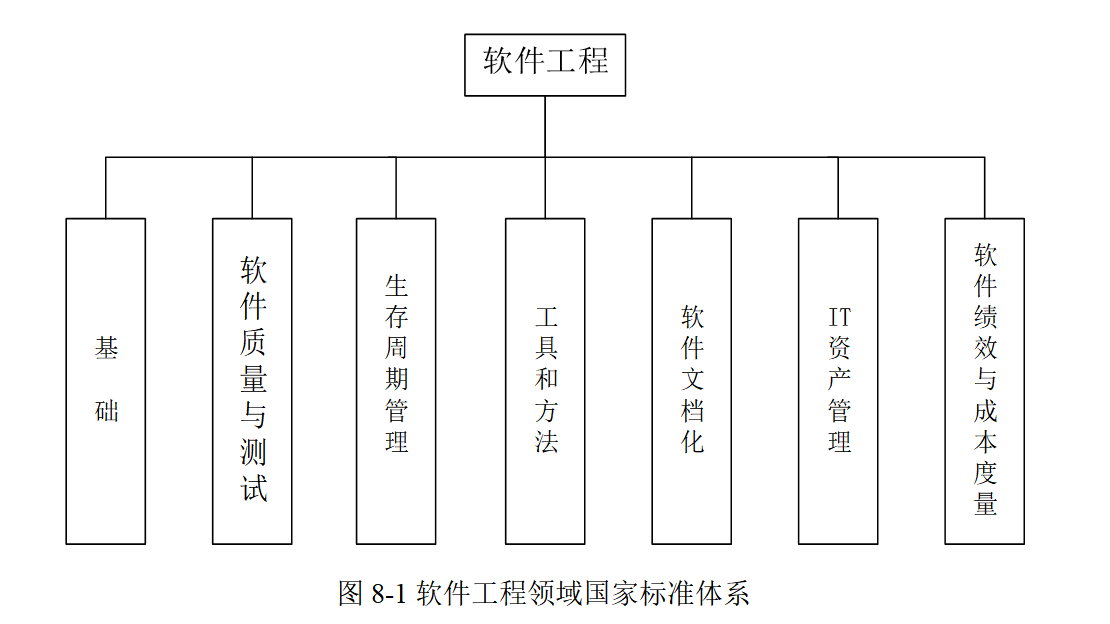 软件工程
基础
软件质量与测试
生存周期管理
工具和方法
软件文档化
IT资产管理
软件绩效与成本度量
图 8-1 软件工程领域国家标准体系